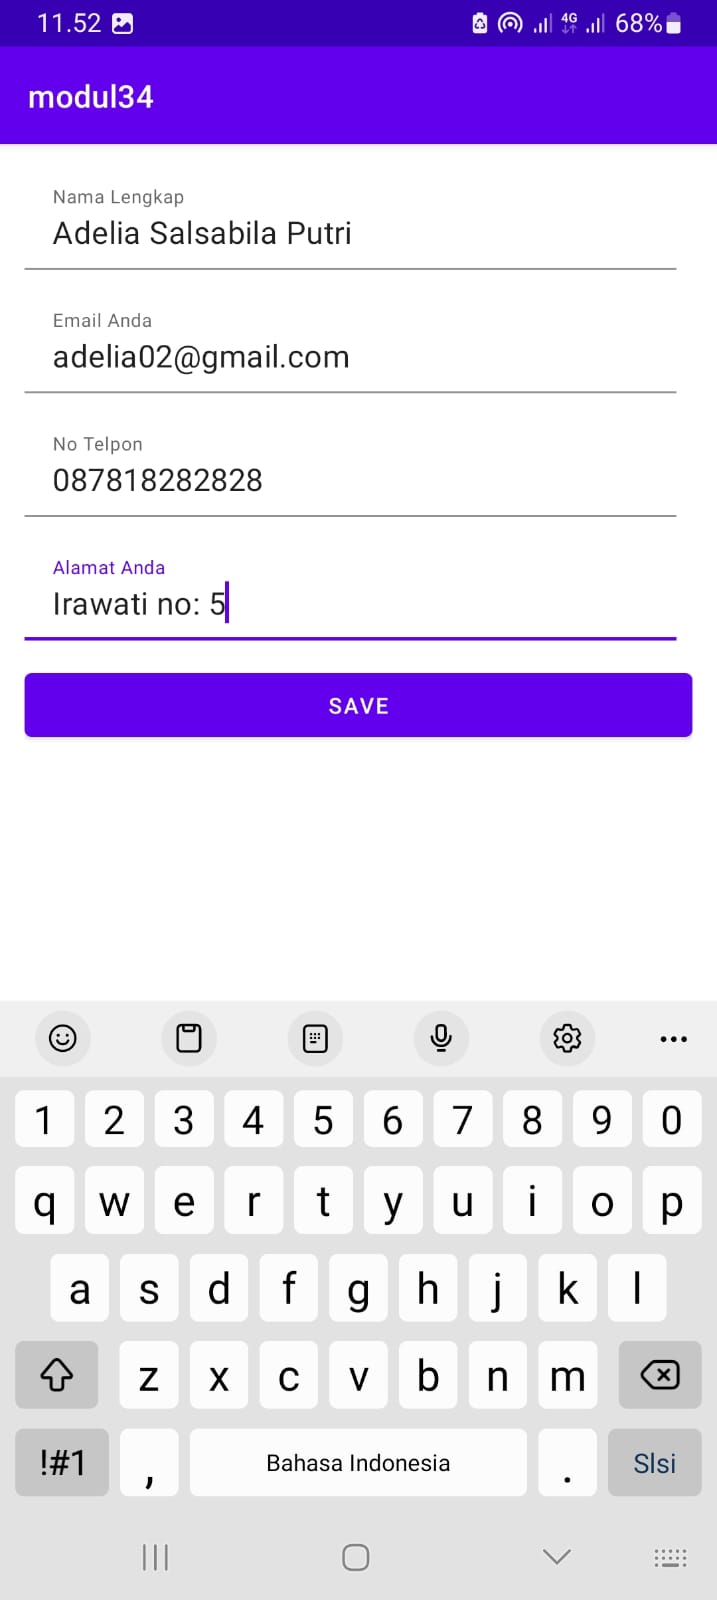 11.52 4G 68%
modul34
Nama Lengkap
Adelia Salsabila Putri
Email Anda
adelia02@gmail.com
No Telpon
087818282828
Alamat Anda
Irawati no: 5
SAVE
1 2 3 4 5 6 7 8 9 0
q w e r t y u i o p
a s d f g h j k l
z x c v b n m
!#1 , Bahasa Indonesia . Slsi